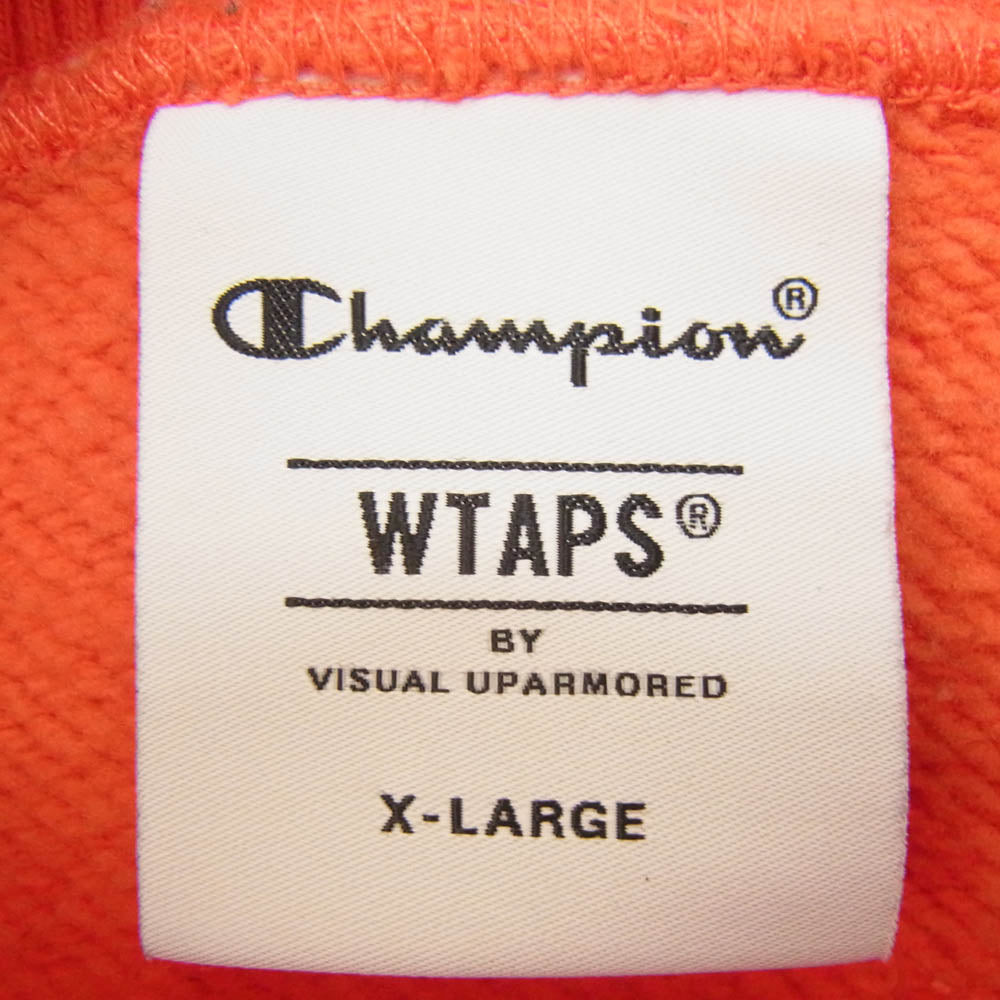 Champion®
WTAPS®
BY
VISUAL UPARMORED
X-LARGE